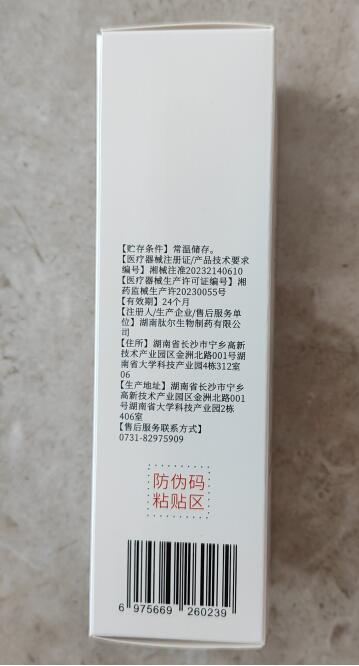 【贮存条件】常温储存。
【医疗器械注册证/产品技术要求
编号】湘械注准20232140610
【医疗器械生产许可证编号】湘
药监械生产许20230055号
【有效期】24个月
【注册人/生产企业/售后服务单
位】湖南肽尔生物制药有限公
司
【住所】湖南省长沙市宁乡高新
技术产业园区金洲北路001号湖
南省大学科技产业园4栋312室
06
【生产地址】湖南省长沙市宁乡
高新技术产业园区金洲北路001
号湖南省大学科技产业园2栋
406室
【售后服务联系方式】
0731-82975909
防伪码
粘贴区
6 975669 260239